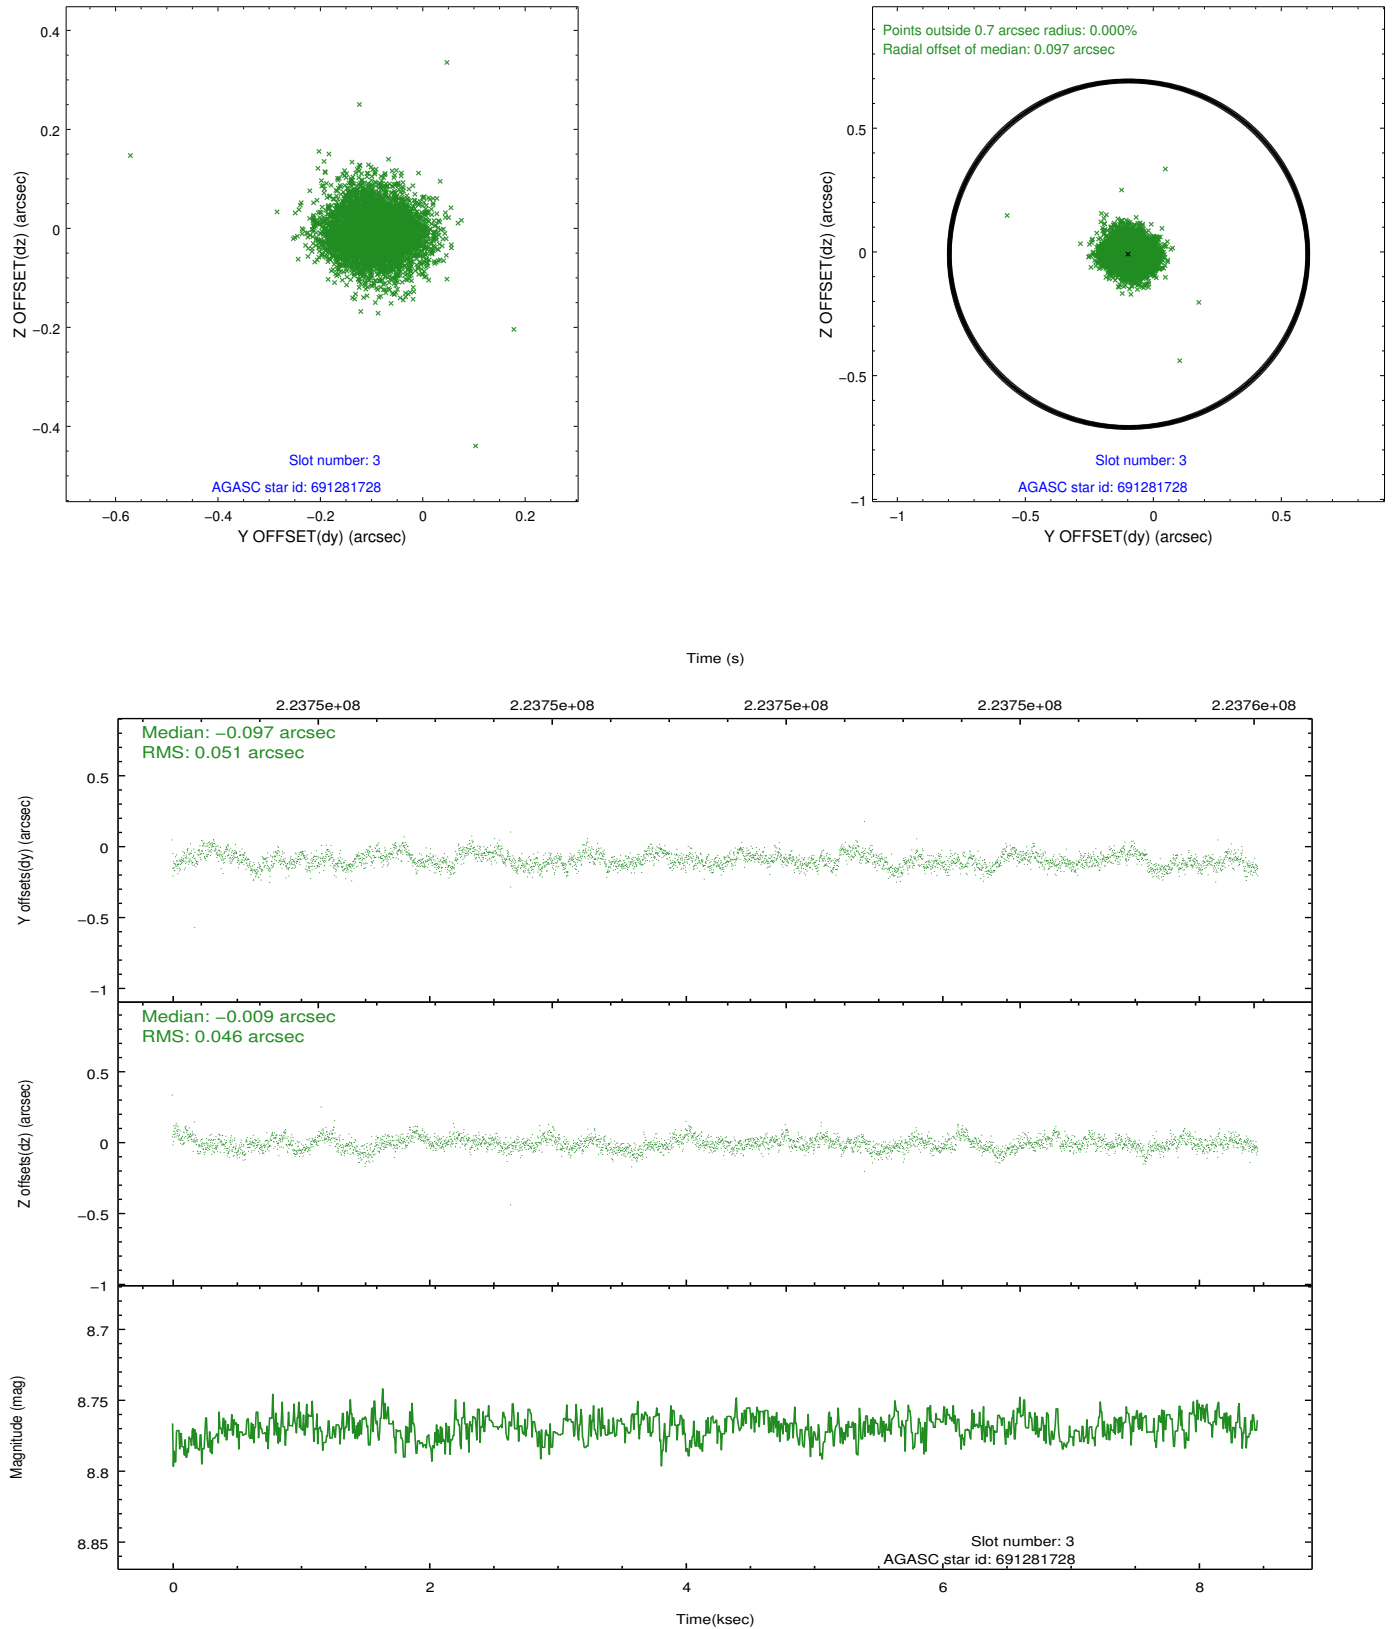 0.4
0.2
0
−0.2
−0.4
Z OFFSET(dz) (arcsec)
Slot number: 3
AGASC star id: 691281728
−0.6 −0.4 −0.2 0 0.2
Y OFFSET(dy) (arcsec)
Points outside 0.7 arcsec radius: 0.000%
Radial offset of median: 0.097 arcsec
0.5
0
−0.5
−1
Z OFFSET(dz) (arcsec)
Slot number: 3
AGASC star id: 691281728
−1 −0.5 0 0.5
Y OFFSET(dy) (arcsec)
Time (s)
2.2375e+08 2.2375e+08 2.2375e+08 2.2375e+08 2.2376e+08
Median: −0.097 arcsec
RMS: 0.051 arcsec
0.5
0
−0.5
−1
Y offsets(dy) (arcsec)
Median: −0.009 arcsec
RMS: 0.046 arcsec
0.5
0
−0.5
−1
Z offsets(dz) (arcsec)
8.7
8.75
8.8
8.85
Magnitude (mag)
Slot number: 3
AGASC star id: 691281728
0 2 4 6 8
Time(ksec)